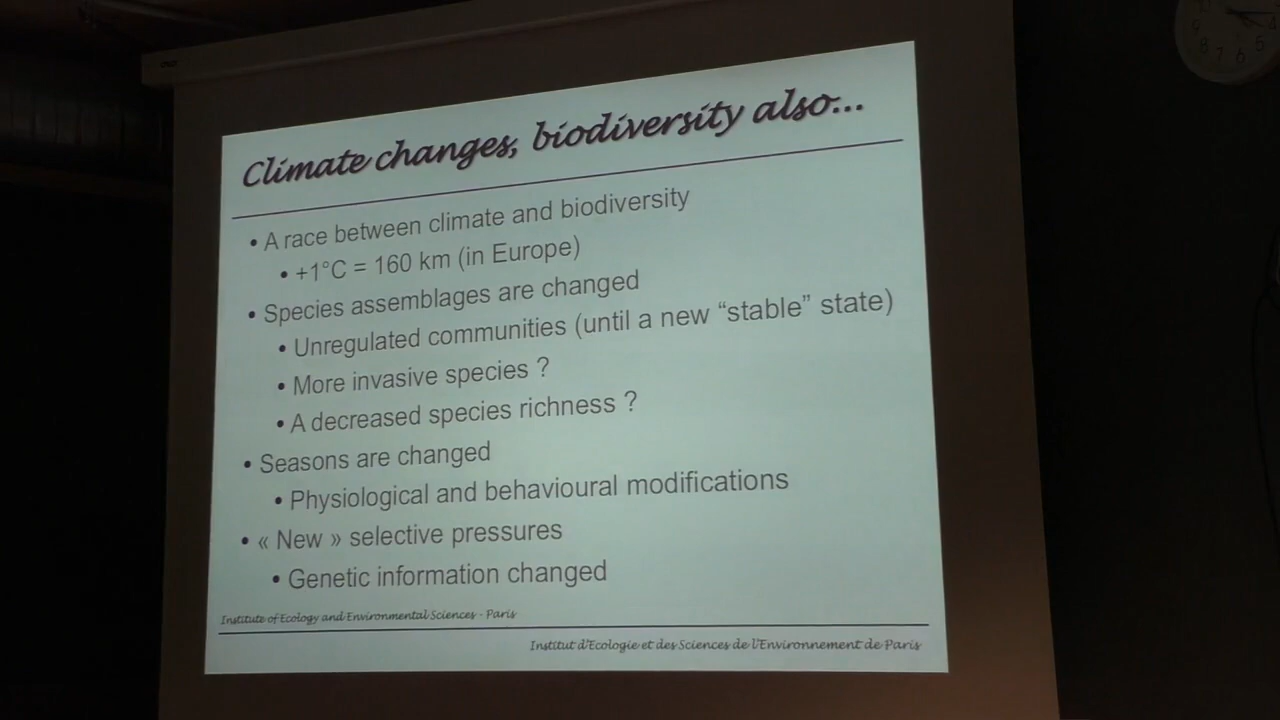 Climate changes, biodiversity also...
• A race between climate and biodiversity
• +1°C = 160 km (in Europe)
• Species assemblages are changed
• Unregulated communities (until a new “stable” state)
• More invasive species ?
• A decreased species richness ?
• Seasons are changed
• Physiological and behavioural modifications
• « New » selective pressures
• Genetic information changed
Institute of Ecology and Environmental Sciences - Paris
Institut d'Ecologie et des Sciences de l'Environnement de Paris